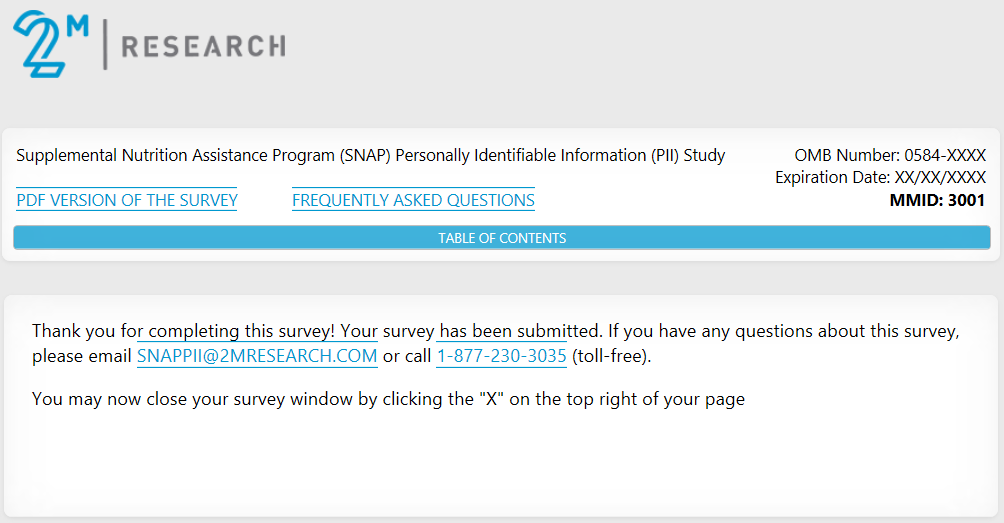 2M | RESEARCH
Supplemental Nutrition Assistance Program (SNAP) Personally Identifiable Information (PII) Study
OMB Number: 0584-XXXX
Expiration Date: XX/XX/XXXX
PDF VERSION OF THE SURVEY
FREQUENTLY ASKED QUESTIONS
MMID: 3001
TABLE OF CONTENTS
Thank you for completing this survey! Your survey has been submitted. If you have any questions about this survey,
please email SNAPPII@2MRESEARCH.COM or call 1-877-230-3035 (toll-free).
You may now close your survey window by clicking the "X" on the top right of your page